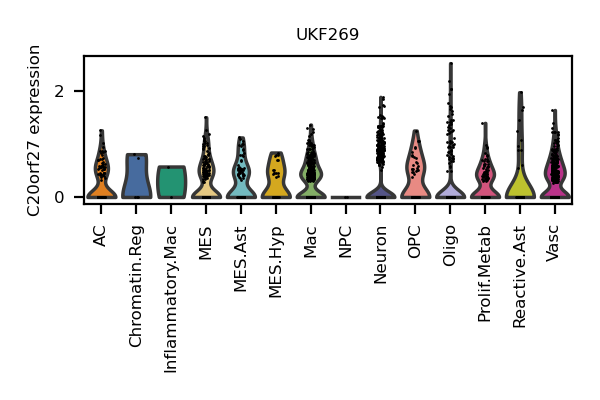 UKF269
C20orf27 expression
2
0
AC
Chromatin.Reg
Inflammatory.Mac
MES
MES.Ast
MES.Hyp
Mac
NPC
Neuron
OPC
Oligo
Prolif.Metab
Reactive.Ast
Vasc